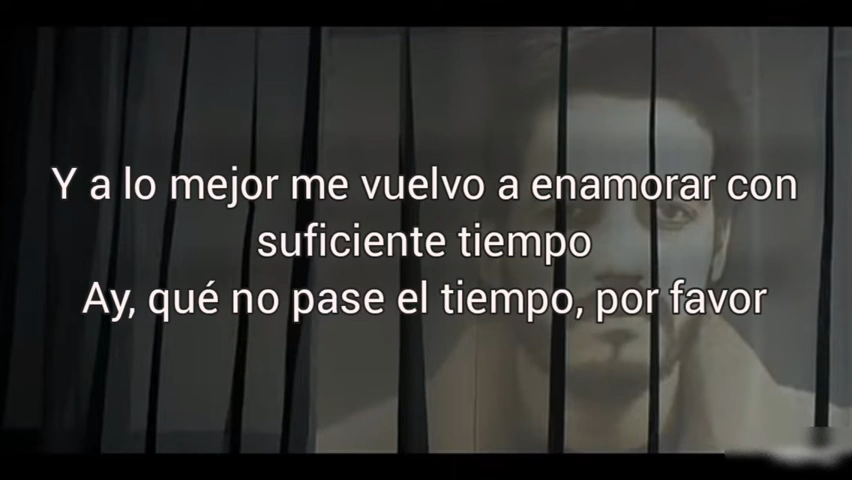 Y a lo mejor me vuelvo a enamorar con
suficiente tiempo
Ay, qué no pase el tiempo, por favor